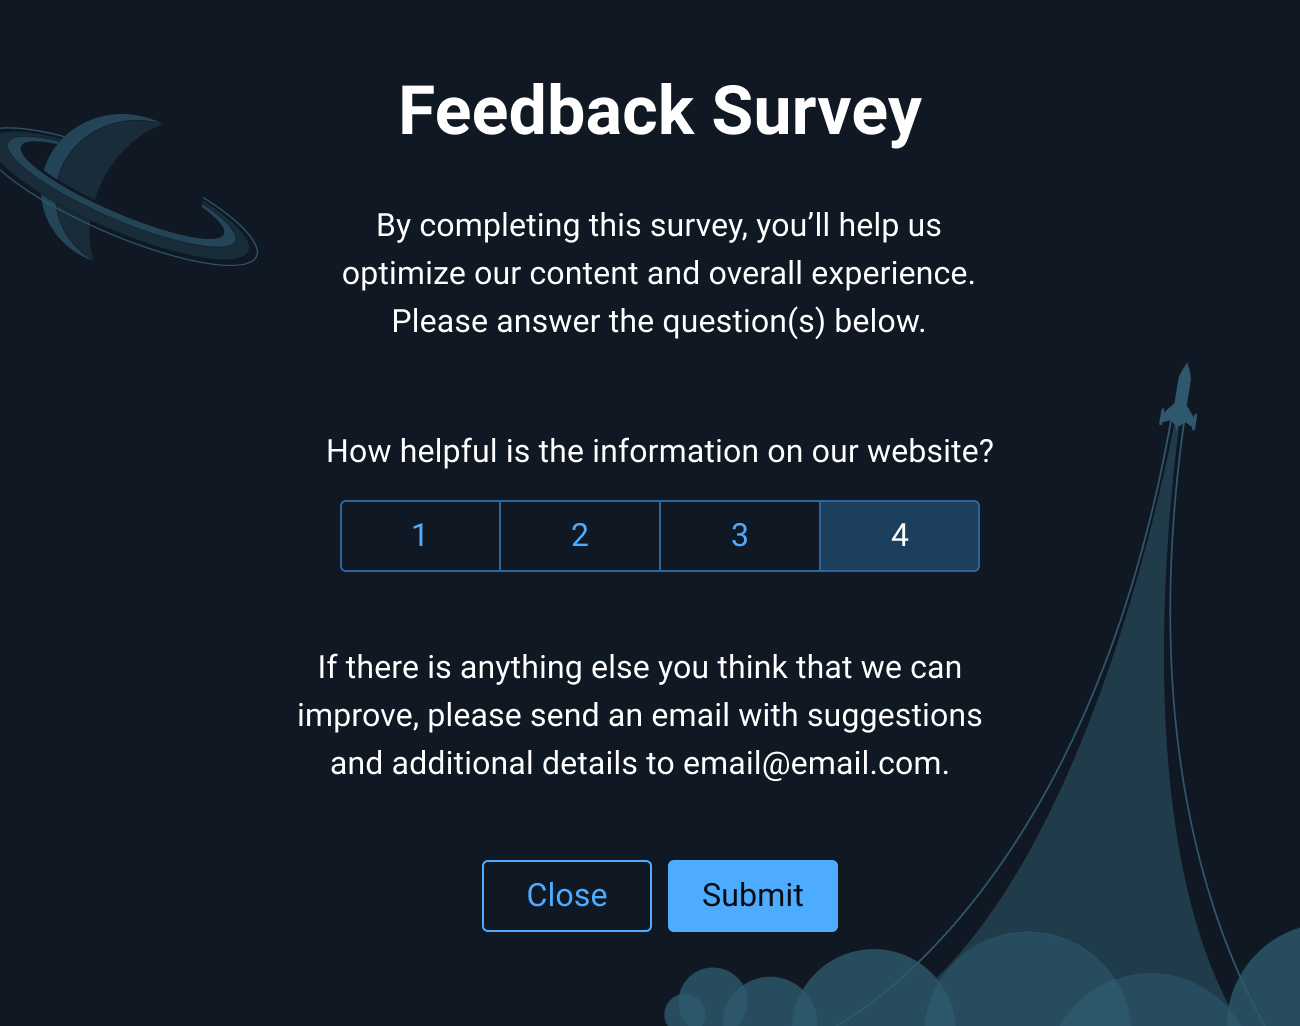 Feedback Survey
By completing this survey, you’ll help us
optimize our content and overall experience.
Please answer the question(s) below.
How helpful is the information on our website?
1 2 3 4
If there is anything else you think that we can
improve, please send an email with suggestions
and additional details to email@email.com.
Close Submit